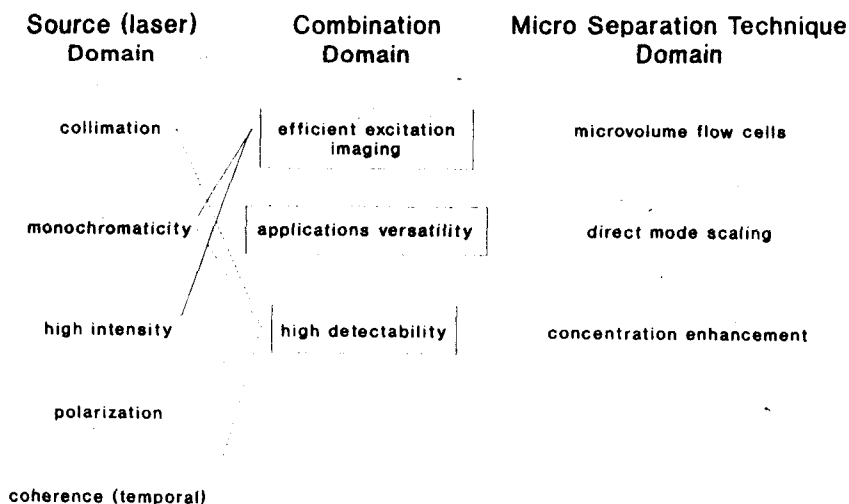 Source (laser)
Domain
Combination
Domain
Micro Separation Technique
Domain
collimation
efficient excitation
imaging
microvolume flow cells
monochromaticity
applications versatility
direct mode scaling
high intensity
high detectability
concentration enhancement
polarization
coherence (temporal)